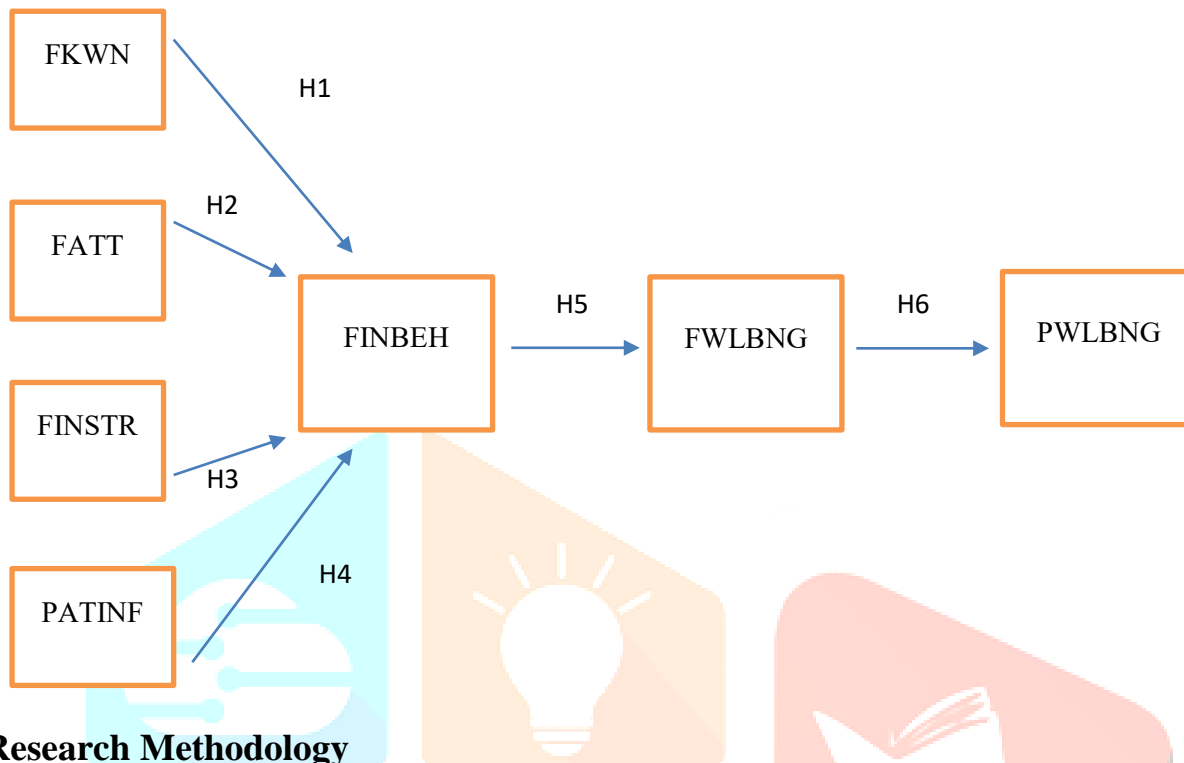 FKWN
H1
FATT
H2
FINBEH
H5
FWLBNG
H6
PWLBNG
FINSTR
H3
PATINF
H4
Research Methodology